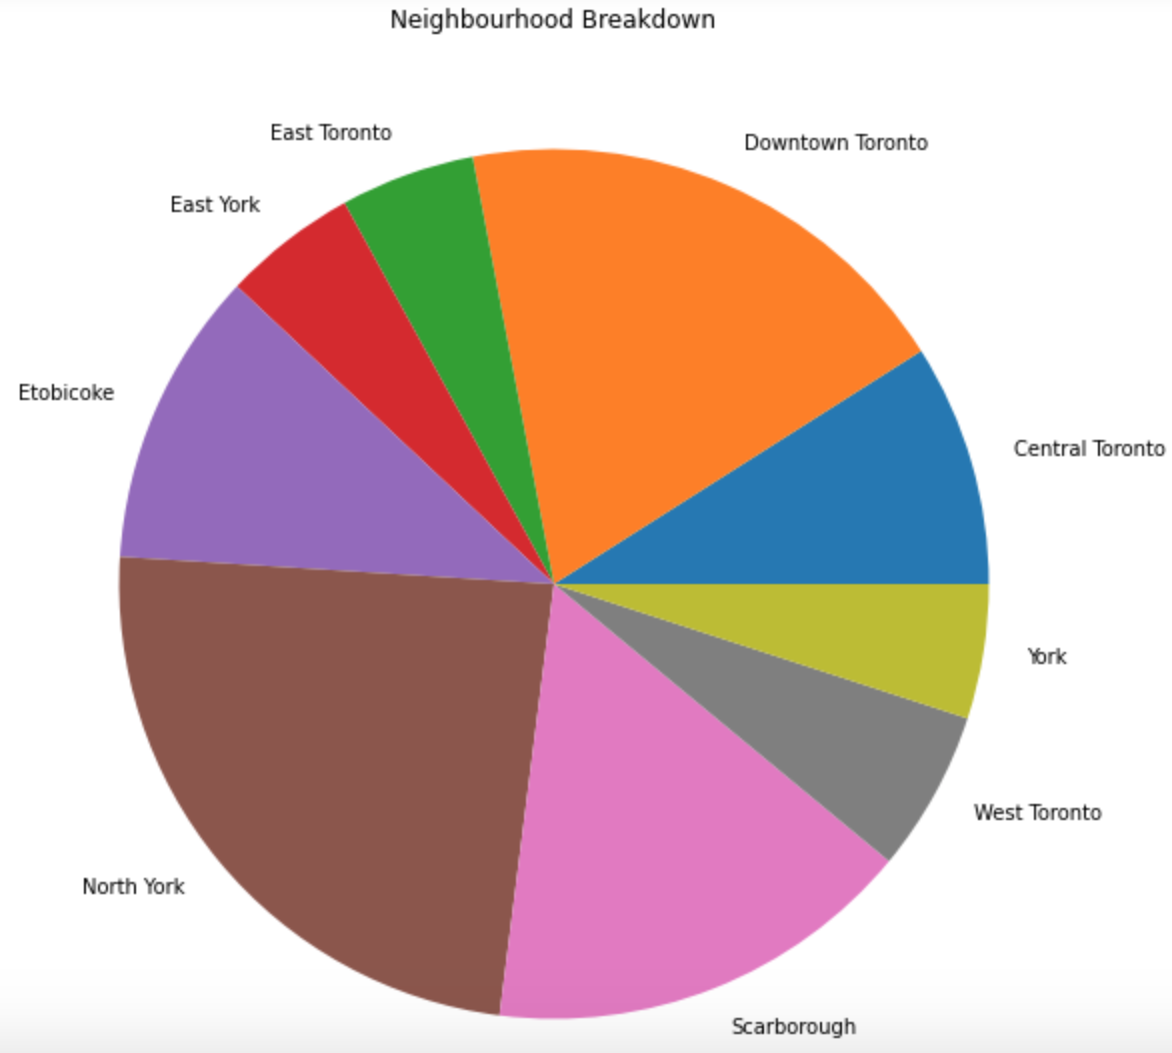 Neighbourhood Breakdown
East Toronto
Downtown Toronto
East York
Etobicoke
Central Toronto
York
West Toronto
North York
Scarborough